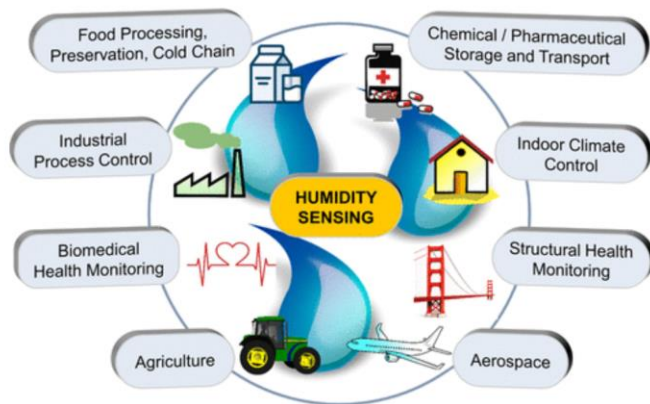 Food Processing,
Preservation, Cold Chain
Chemical / Pharmaceutical
Storage and Transport
Industrial
Process Control
Indoor Climate
Control
HUMIDITY
SENSING
Biomedical
Health Monitoring
Structural Health
Monitoring
Agriculture
Aerospace